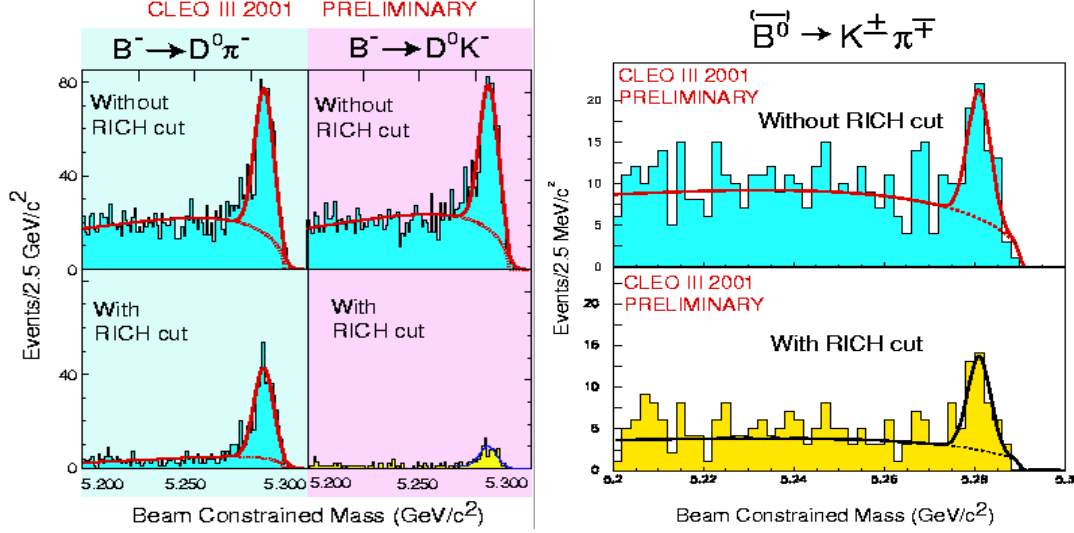 CLEO III 2001 PRELIMINARY
B⁻→D⁰π⁻
B⁻→D⁰K⁻
80
Without
RICH cut
Without
RICH cut
40
0
Events/2.5 GeV/c²
With
RICH cut
With
RICH cut
40
0
5.200 5.250 5.300 5.200 5.250 5.300
Beam Constrained Mass (GeV/c²)
(B̅⁰) → K± π∓
CLEO III 2001
PRELIMINARY
Without RICH cut
20
15
10
5
0
Events/2.5 MeV/c²
CLEO III 2001
PRELIMINARY
With RICH cut
20
15
10
5
0
5.2 5.22 5.24 5.26 5.28 5.3
Beam Constrained Mass (GeV/c²)